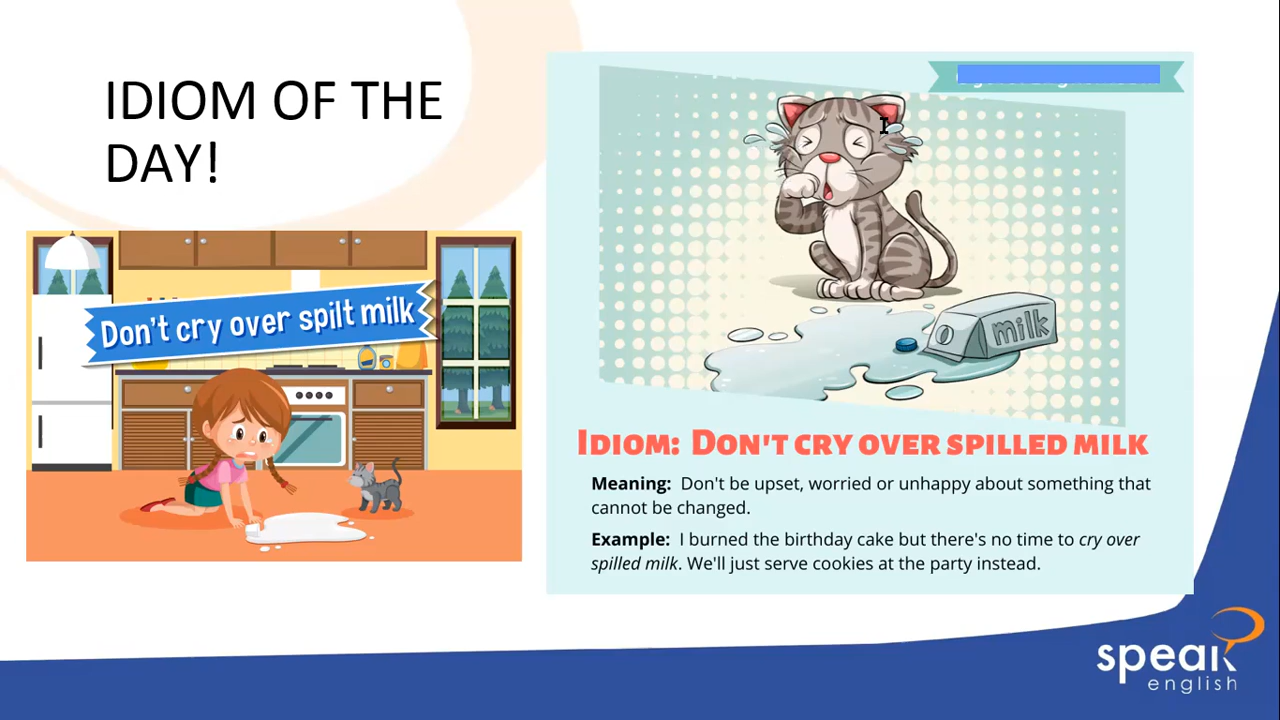 IDIOM OF THE
DAY!
Don't cry over spilt milk
milk
IDIOM: DON'T CRY OVER SPILLED MILK
Meaning: Don't be upset, worried or unhappy about something that
cannot be changed.
Example: I burned the birthday cake but there's no time to cry over
spilled milk. We'll just serve cookies at the party instead.
speak
english